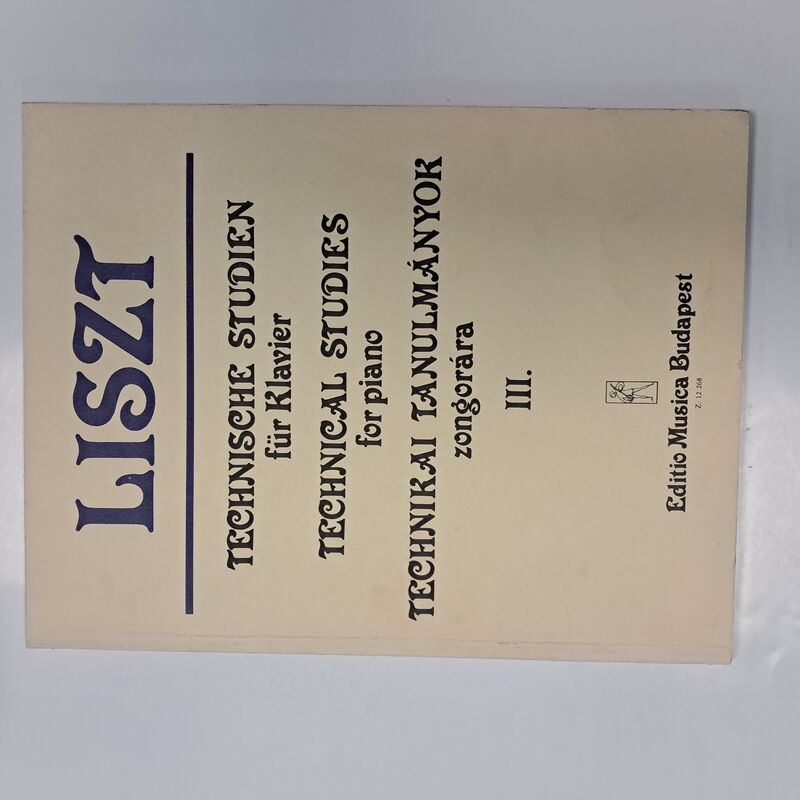 LISZT
TECHNISCHE STUDIEN
für Klavier
TECHNICAL STUDIES
for piano
TECHNIKAI TANULMÁNYOK
zongorára
III.
Editio Musica Budapest
Z. 12 268